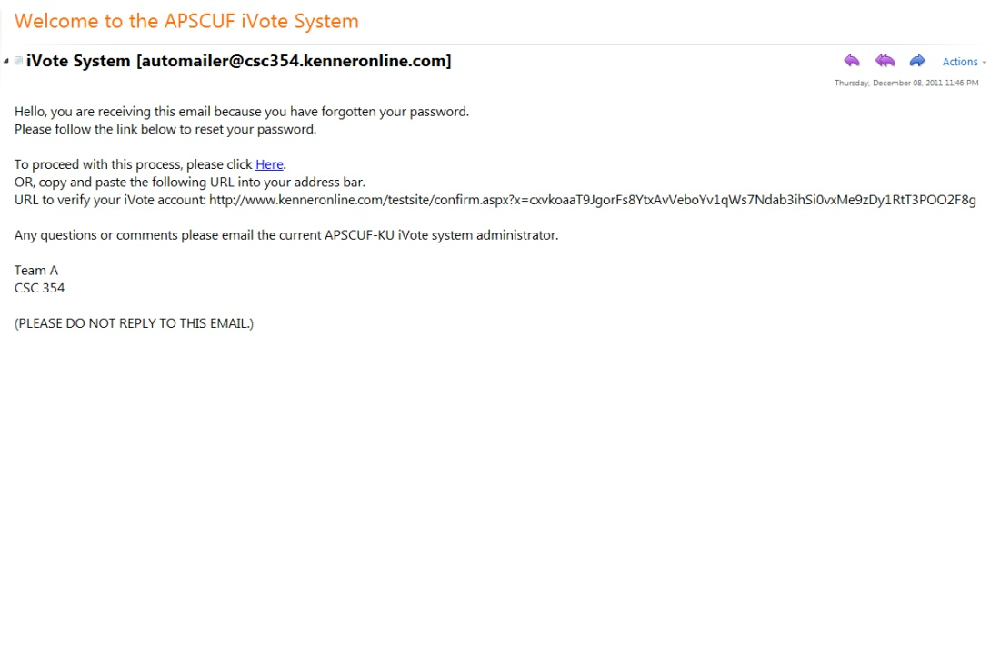 Welcome to the APSCUF iVote System
iVote System [automailer@csc354.kenneronline.com]
Actions
Thursday, December 08, 2011 11:46 PM
Hello, you are receiving this email because you have forgotten your password.
Please follow the link below to reset your password.
To proceed with this process, please click Here.
OR, copy and paste the following URL into your address bar.
URL to verify your iVote account: http://www.kenneronline.com/testsite/confirm.aspx?x=cxvkoaaT9JgorFs8YtxAvVeboYv1qWs7Ndab3ihSi0vxMe9zDy1RtT3POO2F8g
Any questions or comments please email the current APSCUF-KU iVote system administrator.
Team A
CSC 354
(PLEASE DO NOT REPLY TO THIS EMAIL.)